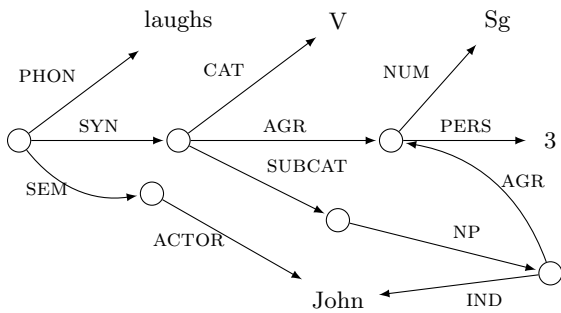 laughs V Sg
PHON CAT NUM
SYN AGR PERS 3
SUBCAT
SEM AGR
ACTOR NP
John IND